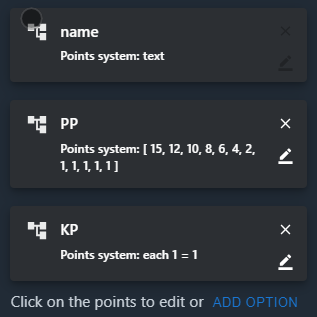 name
Points system: text
PP
Points system: [ 15, 12, 10, 8, 6, 4, 2,
1, 1, 1, 1, 1 ]
KP
Points system: each 1 = 1
Click on the points to edit or ADD OPTION